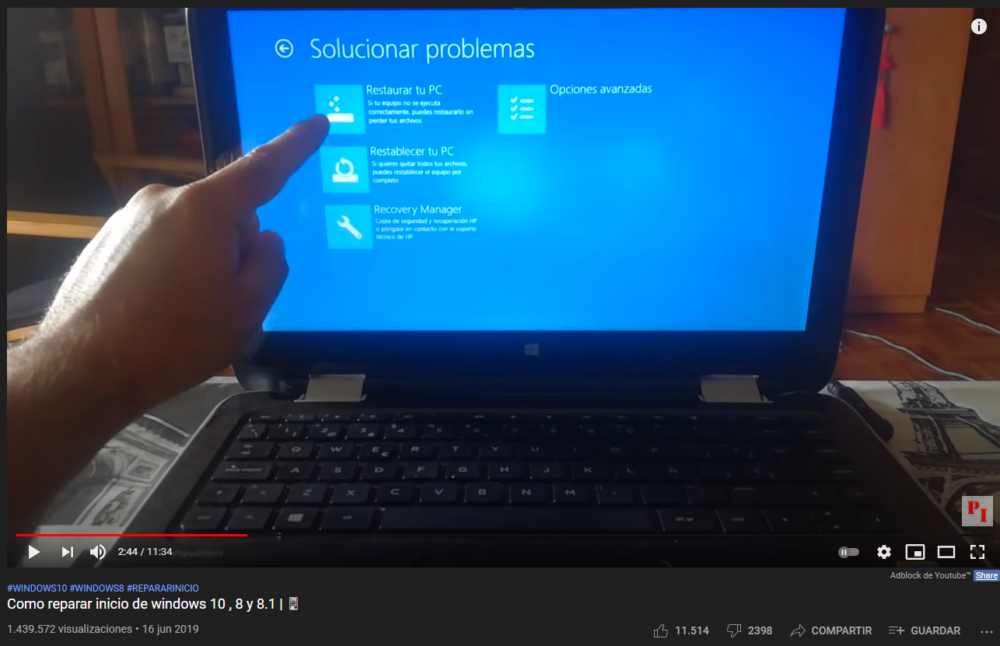 Solucionar problemas
Restaurar tu PC
Si tu equipo no se ejecuta
correctamente, puedes restaurarlo sin
perder tus archivos
Opciones avanzadas
Restablecer tu PC
Si quieres quitar todos tus archivos,
puedes restablecer el equipo por
completo
Recovery Manager
Copia de seguridad y recuperación HP
o póngase en contacto con el soporte
técnico de HP
Q W E R T Y U
A S D F G H J K L Ñ
Z X C V B N M
PI
2:44 / 11:34
Pavilion
Adblock de Youtube™ Share
#WINDOWS10 #WINDOWS8 #REPARARINICIO
Como reparar inicio de windows 10 , 8 y 8.1 |
1.439.572 visualizaciones • 16 jun 2019
11.514 2398 COMPARTIR GUARDAR